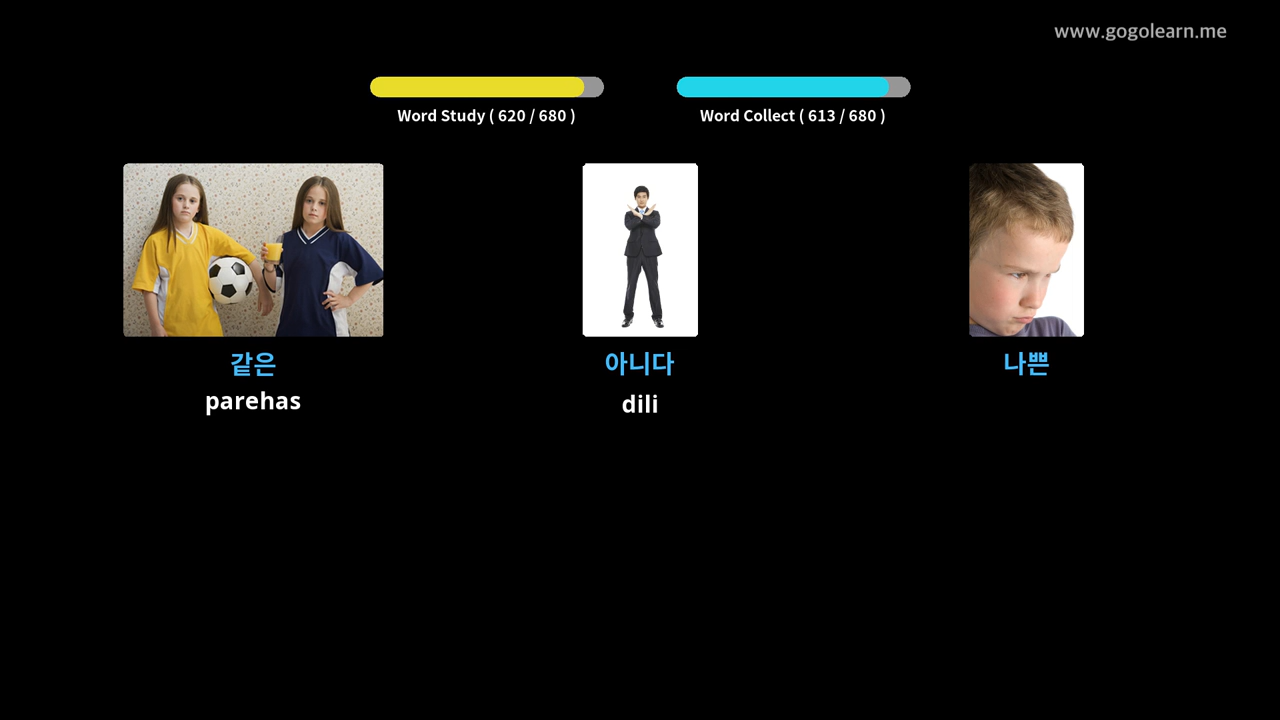 www.gogolearn.me
Word Study ( 620 / 680 )
Word Collect ( 613 / 680 )
같은
아니다
나쁜
parehas
dili